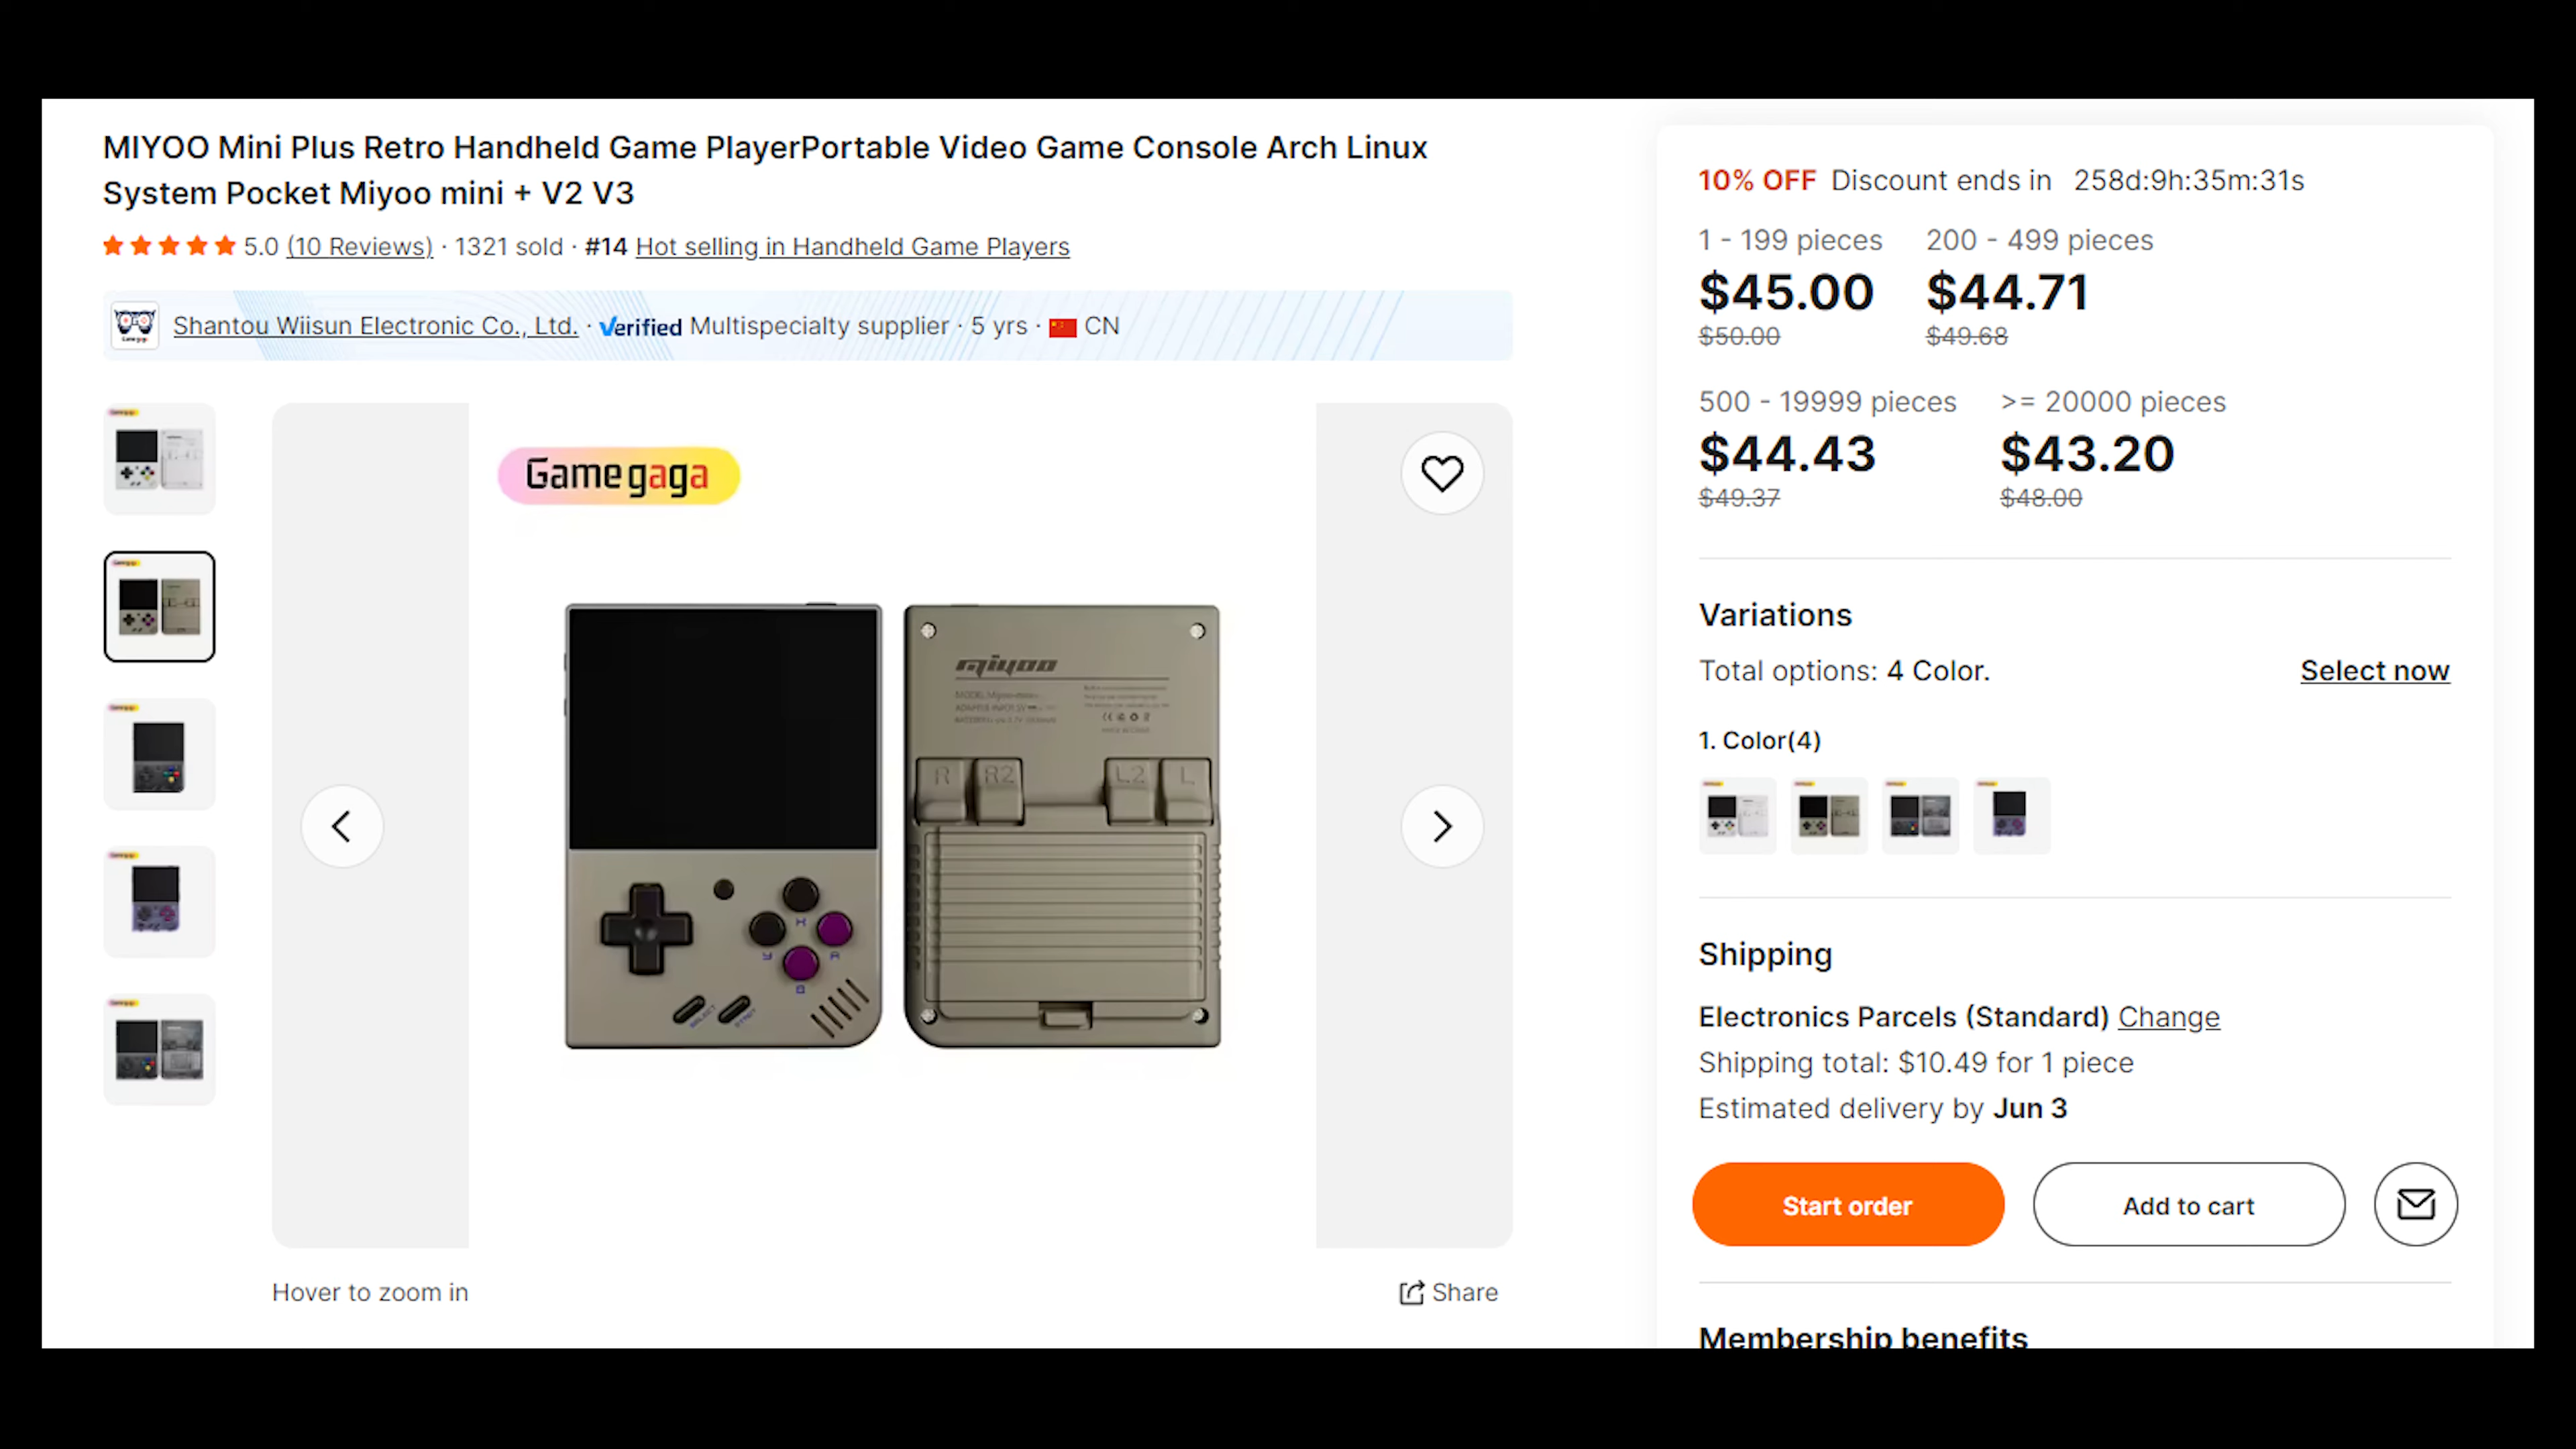 MIYOO Mini Plus Retro Handheld Game PlayerPortable Video Game Console Arch Linux
System Pocket Miyoo mini + V2 V3
5.0 (10 Reviews) · 1321 sold · #14 Hot selling in Handheld Game Players
Shantou Wiisun Electronic Co., Ltd. · Verified Multispecialty supplier · 5 yrs · CN
Game gaga
miyoo
R R2 L2 L
X
Y A
B
SELECT START
Hover to zoom in
Share
10% OFF Discount ends in 258d:9h:35m:31s
1 - 199 pieces 200 - 499 pieces
$45.00 $44.71
$50.00 $49.68
500 - 19999 pieces >= 20000 pieces
$44.43 $43.20
$49.37 $48.00
Variations
Total options: 4 Color. Select now
1. Color(4)
Shipping
Electronics Parcels (Standard) Change
Shipping total: $10.49 for 1 piece
Estimated delivery by Jun 3
Start order Add to cart
Membership benefits